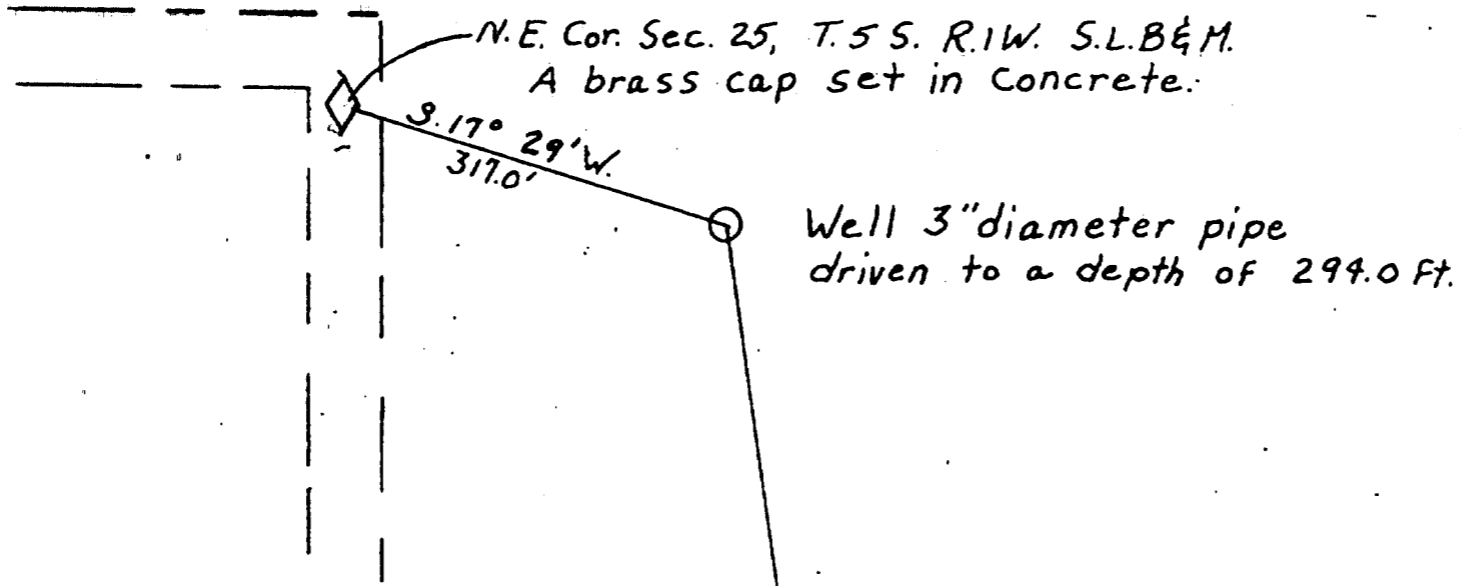 N.E. Cor. Sec. 25, T. 5 S. R.1W. S.L.B&M.
A brass cap set in Concrete.
S. 17° 29' W.
317.0'
Well 3" diameter pipe
driven to a depth of 294.0 Ft.